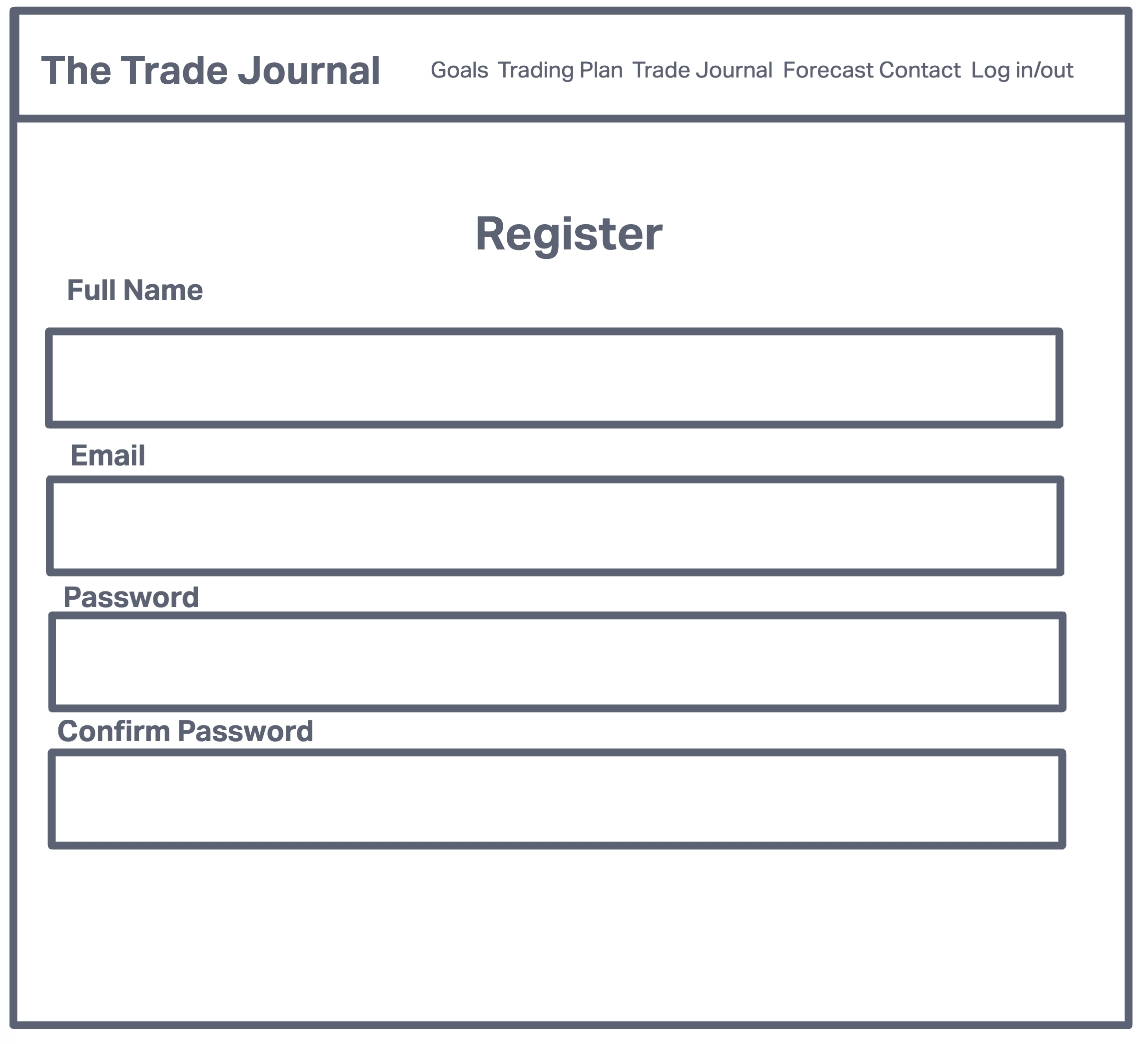 The Trade Journal Goals Trading Plan Trade Journal Forecast Contact Log in/out
Register
Full Name
Email
Password
Confirm Password